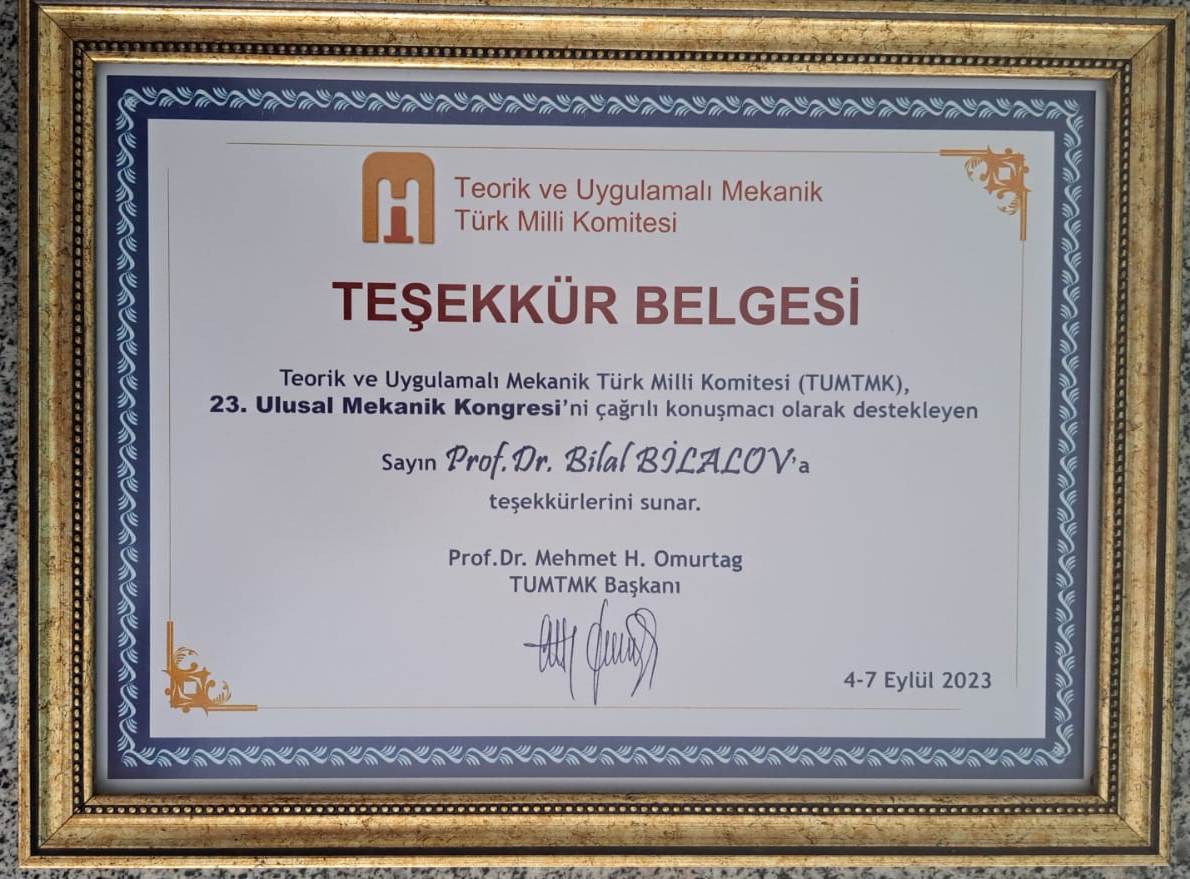 Teorik ve Uygulamalı Mekanik
Türk Milli Komitesi
TEŞEKKÜR BELGESİ
Teorik ve Uygulamalı Mekanik Türk Milli Komitesi (TUMTMK),
23. Ulusal Mekanik Kongresi'ni çağrılı konuşmacı olarak destekleyen
Sayın Prof.Dr. Bilal BİLALOV'a
teşekkürlerini sunar.
Prof.Dr. Mehmet H. Omurtag
TUMTMK Başkanı
4-7 Eylül 2023